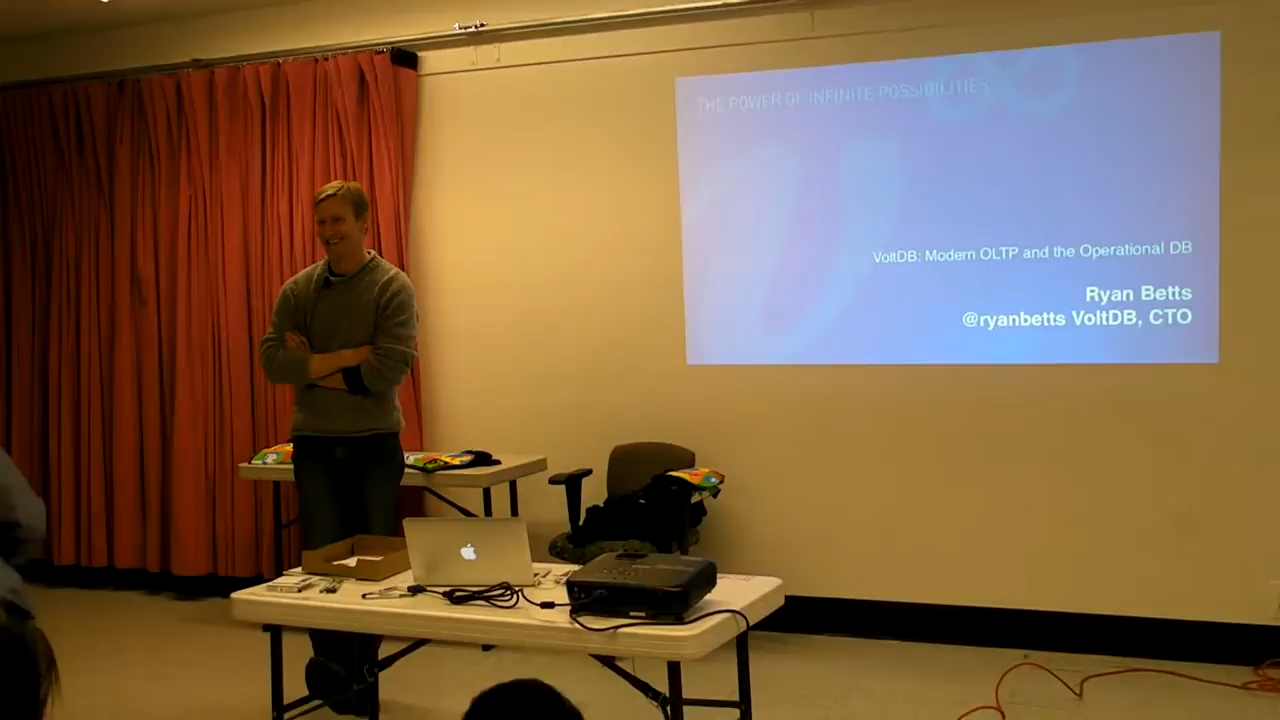 THE POWER OF INFINITE POSSIBILITIES
VoltDB: Modern OLTP and the Operational DB
Ryan Betts
@ryanbetts VoltDB, CTO